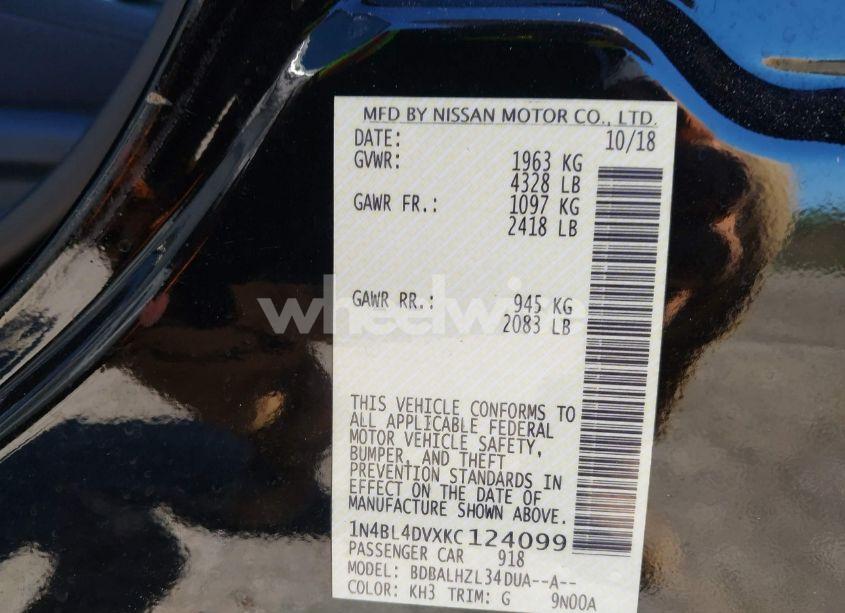 MFD BY NISSAN MOTOR CO., LTD.
DATE: 10/18
GVWR: 1963 KG
4328 LB
GAWR FR.: 1097 KG
2418 LB
GAWR RR.: 945 KG
2083 LB
wheelwise
THIS VEHICLE CONFORMS TO
ALL APPLICABLE FEDERAL
MOTOR VEHICLE SAFETY,
BUMPER, AND THEFT
PREVENTION STANDARDS IN
EFFECT ON THE DATE OF
MANUFACTURE SHOWN ABOVE.
1N4BL4DVXKC124099
PASSENGER CAR 918
MODEL: BDBALHZL34DUA--A--
COLOR: KH3 TRIM: G 9N00A